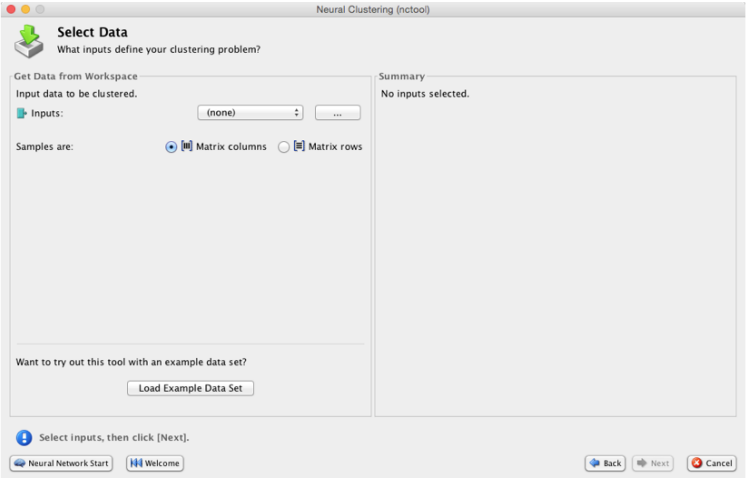 Neural Clustering (nctool)
Select Data
What inputs define your clustering problem?
Get Data from Workspace
Input data to be clustered.
Inputs: (none) ...
Samples are: Matrix columns Matrix rows
Want to try out this tool with an example data set?
Load Example Data Set
Summary
No inputs selected.
Select inputs, then click [Next].
Neural Network Start Welcome Back Next Cancel